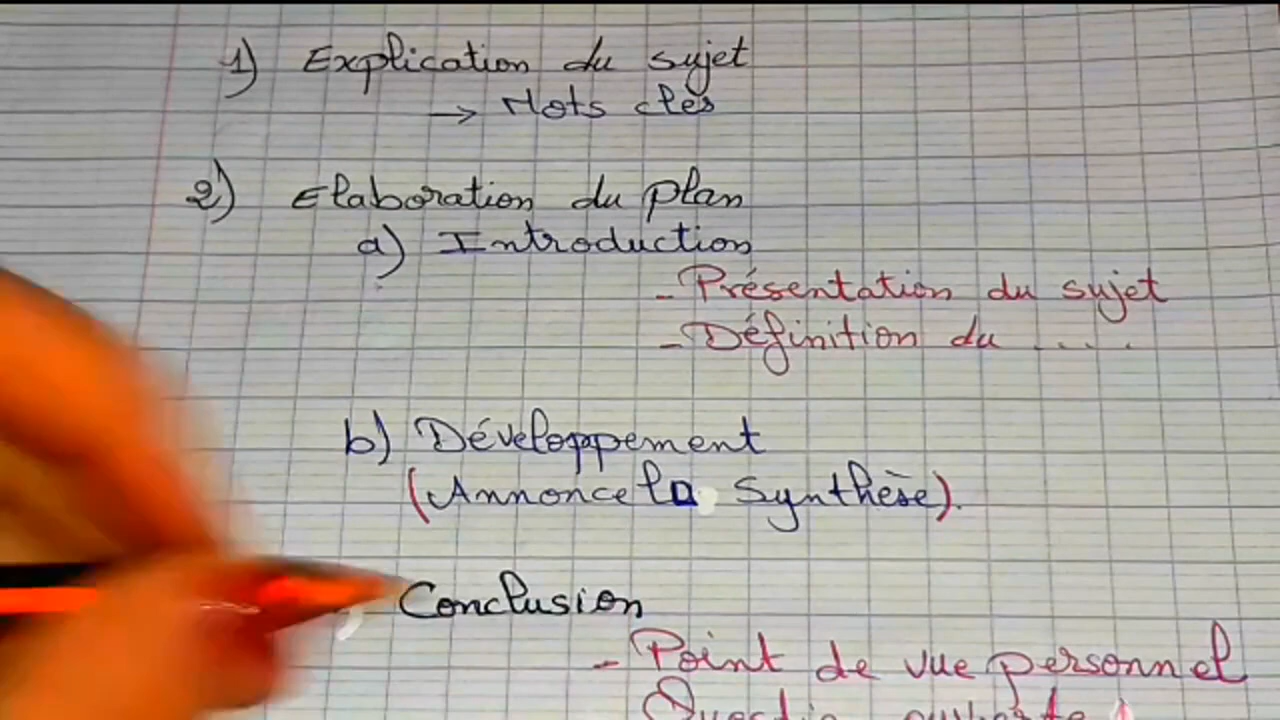 1) Explication du sujet
→ Mots clés
2) Elaboration du plan
a) Introduction
- Présentation du sujet
- Définition du ....
b) Développement
(Annonce la synthèse).
Conclusion
- Point de vue personnel